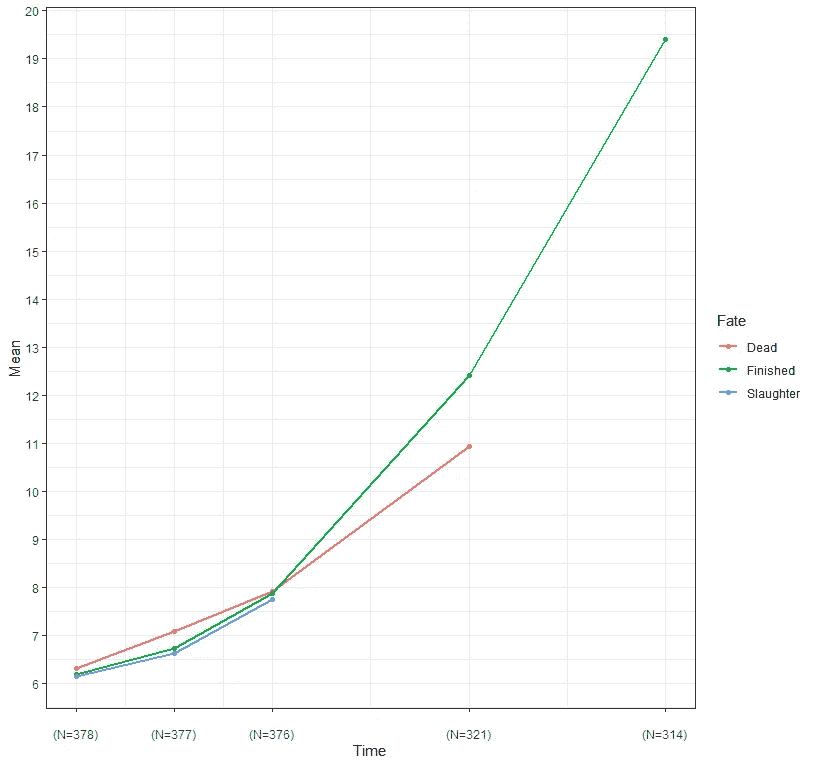 20
19
18
17
16
15
14
13
12
11
10
9
8
7
6
Mean
(N=378) (N=377) (N=376) (N=321) (N=314)
Time
Fate
Dead
Finished
Slaughter